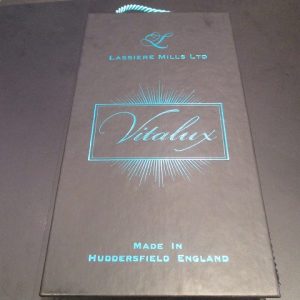 L
LASSIERE MILLS LTD
Vitalux
MADE IN
HUDDERSFIELD ENGLAND